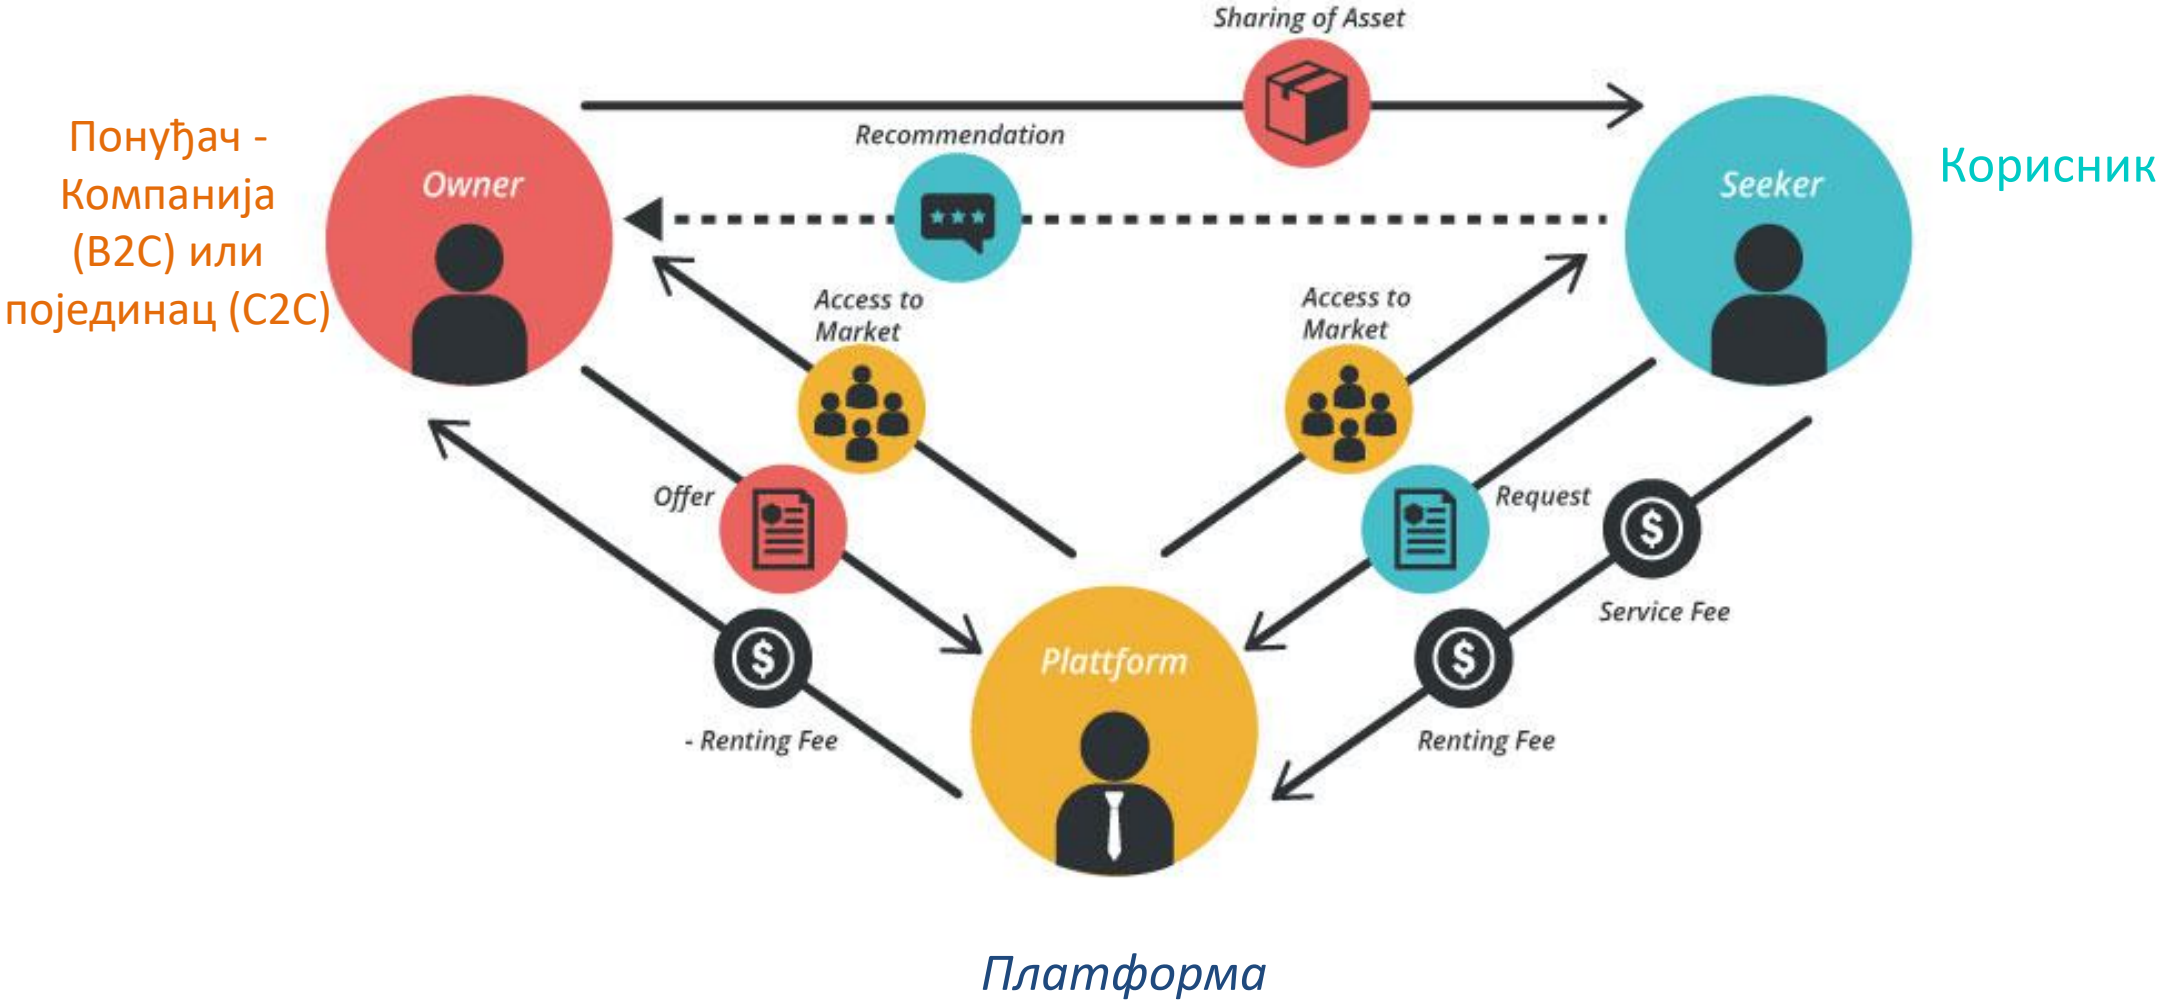 Sharing of Asset
Понуђач -
Компанија
(B2C) или
појединац (C2C)
Owner
Recommendation
Seeker
Корисник
Access to
Market
Access to
Market
Offer
Request
Service Fee
Plattform
- Renting Fee
Renting Fee
Платформа